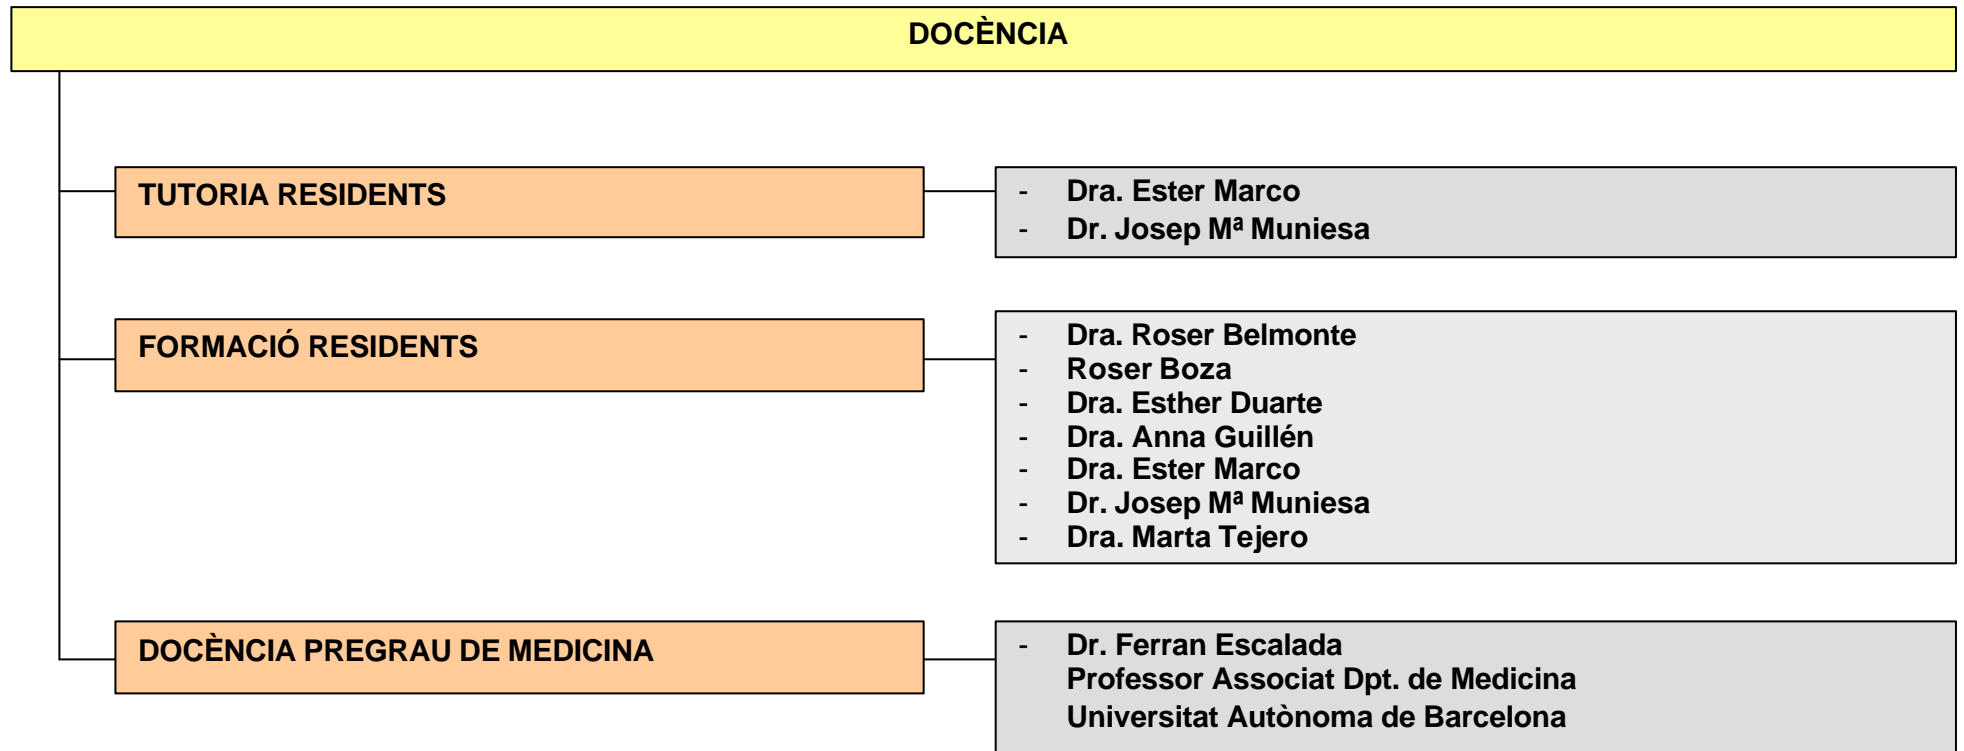 DOCÈNCIA
TUTORIA RESIDENTS
- Dra. Ester Marco
- Dr. Josep Mª Muniesa
FORMACIÓ RESIDENTS
- Dra. Roser Belmonte
- Roser Boza
- Dra. Esther Duarte
- Dra. Anna Guillén
- Dra. Ester Marco
- Dr. Josep Mª Muniesa
- Dra. Marta Tejero
DOCÈNCIA PREGRAU DE MEDICINA
- Dr. Ferran Escalada
Professor Associat Dpt. de Medicina
Universitat Autònoma de Barcelona